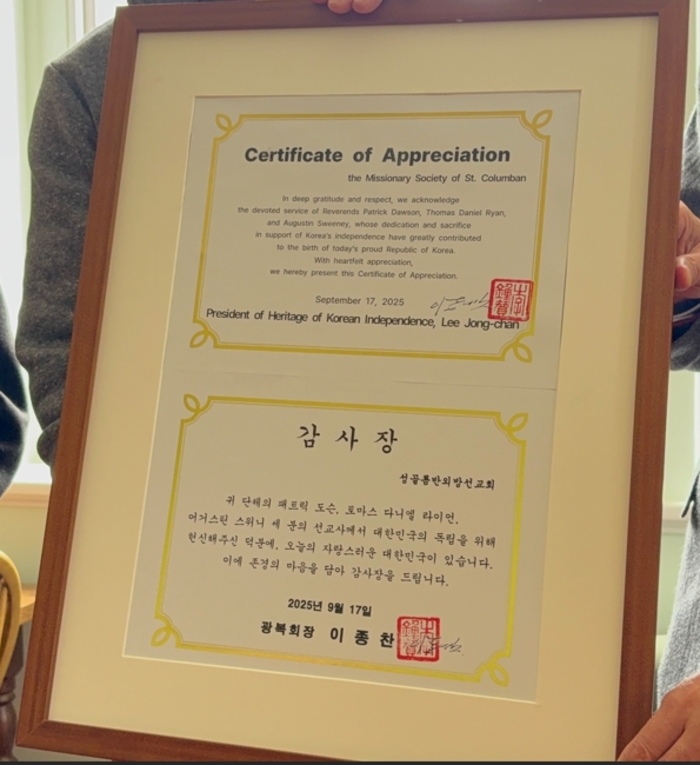 Certificate of Appreciation
the Missionary Society of St. Columban
In deep gratitude and respect, we acknowledge
the devoted service of Reverends Patrick Dawson, Thomas Daniel Ryan,
and Augustin Sweeney, whose dedication and sacrifice
in support of Korea's independence have greatly contributed
to the birth of today's proud Republic of Korea.
With heartfelt appreciation,
we hereby present this Certificate of Appreciation.
September 17, 2025
President of Heritage of Korean Independence, Lee Jong-chan
감 사 장
성골롬반외방선교회
귀 단체의 패트릭 도슨, 토마스 다니엘 라이언,
어거스틴 스위니 세 분의 선교사께서 대한민국의 독립을 위해
헌신해주신 덕분에, 오늘의 자랑스러운 대한민국이 있습니다.
이에 존경의 마음을 담아 감사장을 드립니다.
2025년 9월 17일
광복회장 이 종 찬